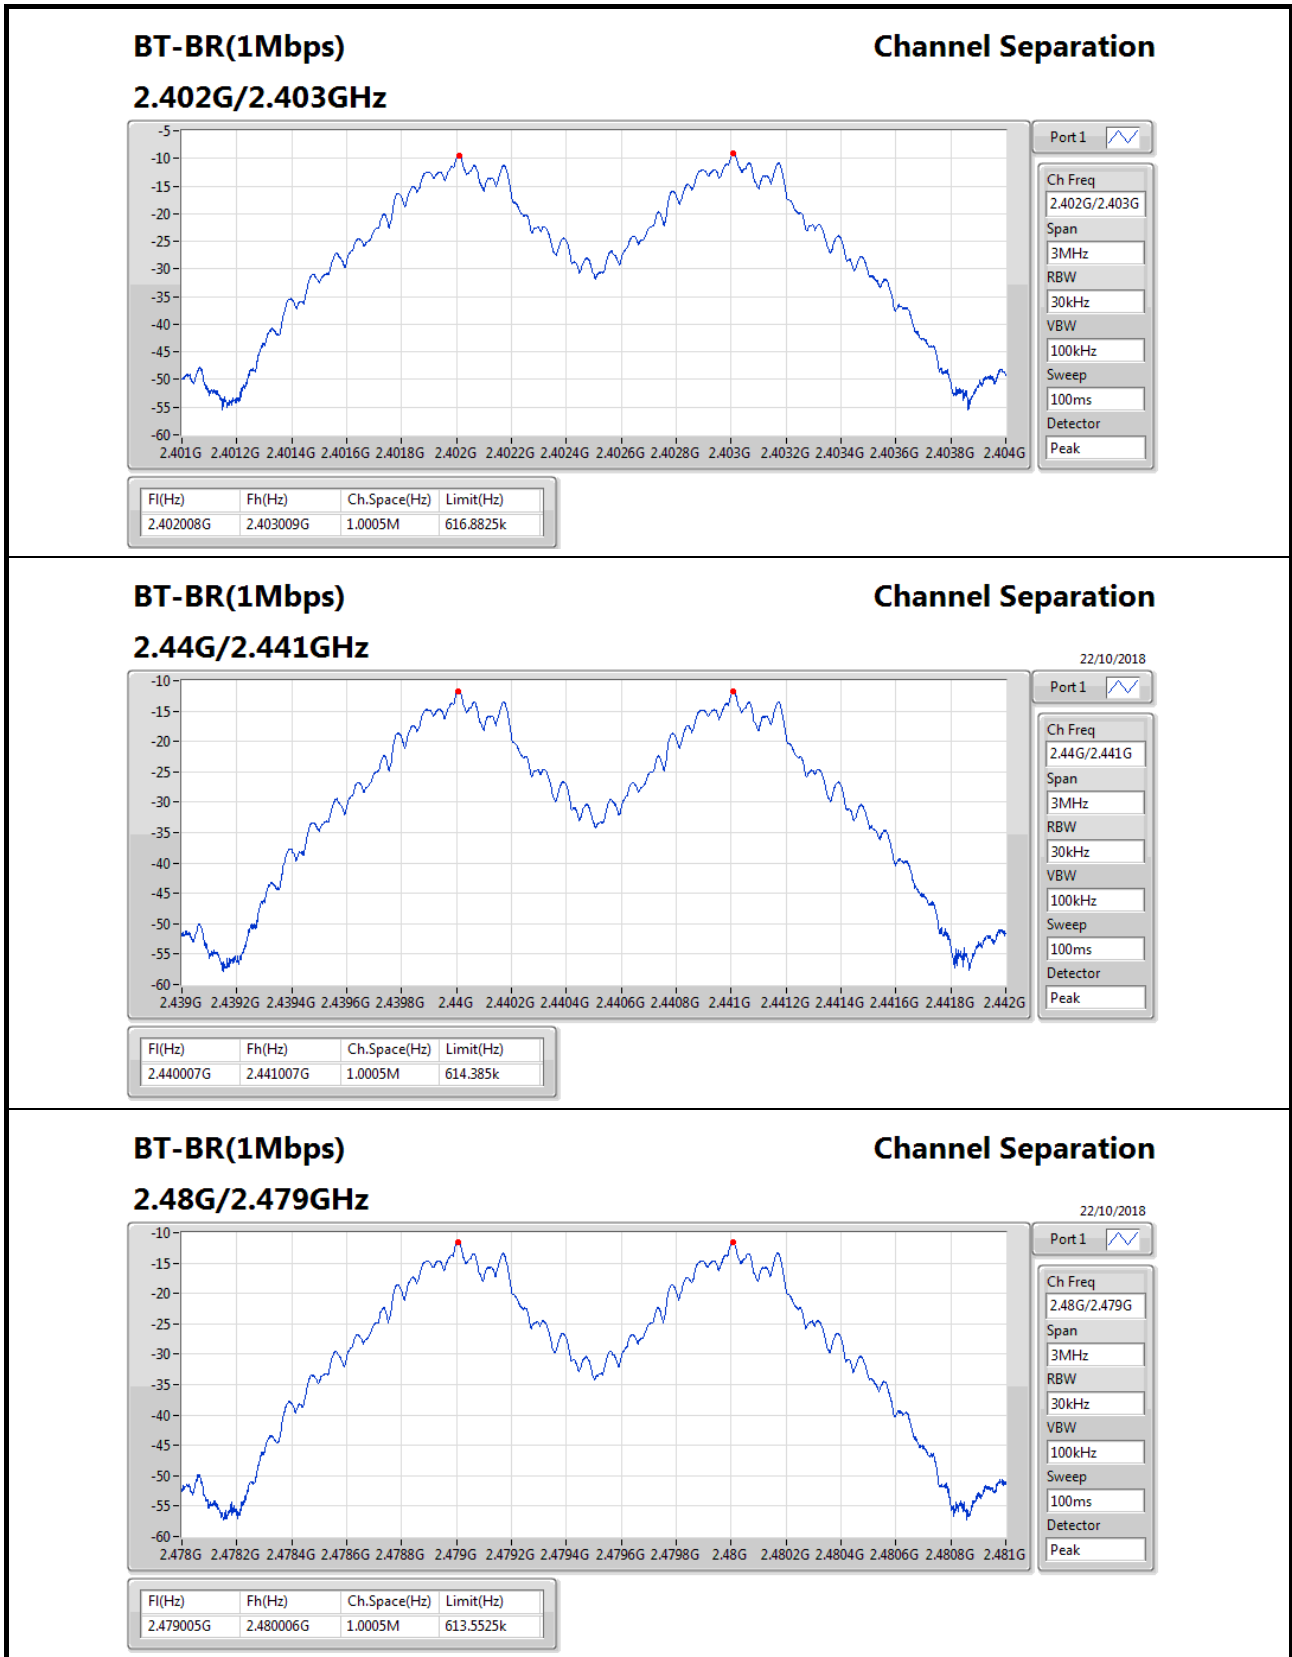 BT-BR(1Mbps) Channel Separation
2.402G/2.403GHz
Port 1
-5
-10
-15
-20
-25
-30
-35
-40
-45
-50
-55
-60
2.401G 2.4012G 2.4014G 2.4016G 2.4018G 2.402G 2.4022G 2.4024G 2.4026G 2.4028G 2.403G 2.4032G 2.4034G 2.4036G 2.4038G 2.404G
Ch Freq
2.402G/2.403G
Span
3MHz
RBW
30kHz
VBW
100kHz
Sweep
100ms
Detector
Peak
Fl(Hz) Fh(Hz) Ch.Space(Hz) Limit(Hz)
2.402008G 2.403009G 1.0005M 616.8825k
BT-BR(1Mbps) Channel Separation
2.44G/2.441GHz
22/10/2018
Port 1
-10
-15
-20
-25
-30
-35
-40
-45
-50
-55
-60
2.439G 2.4392G 2.4394G 2.4396G 2.4398G 2.44G 2.4402G 2.4404G 2.4406G 2.4408G 2.441G 2.4412G 2.4414G 2.4416G 2.4418G 2.442G
Ch Freq
2.44G/2.441G
Span
3MHz
RBW
30kHz
VBW
100kHz
Sweep
100ms
Detector
Peak
Fl(Hz) Fh(Hz) Ch.Space(Hz) Limit(Hz)
2.440007G 2.441007G 1.0005M 614.385k
BT-BR(1Mbps) Channel Separation
2.48G/2.479GHz
22/10/2018
Port 1
-10
-15
-20
-25
-30
-35
-40
-45
-50
-55
-60
2.478G 2.4782G 2.4784G 2.4786G 2.4788G 2.479G 2.4792G 2.4794G 2.4796G 2.4798G 2.48G 2.4802G 2.4804G 2.4806G 2.4808G 2.481G
Ch Freq
2.48G/2.479G
Span
3MHz
RBW
30kHz
VBW
100kHz
Sweep
100ms
Detector
Peak
Fl(Hz) Fh(Hz) Ch.Space(Hz) Limit(Hz)
2.479005G 2.480006G 1.0005M 613.5525k